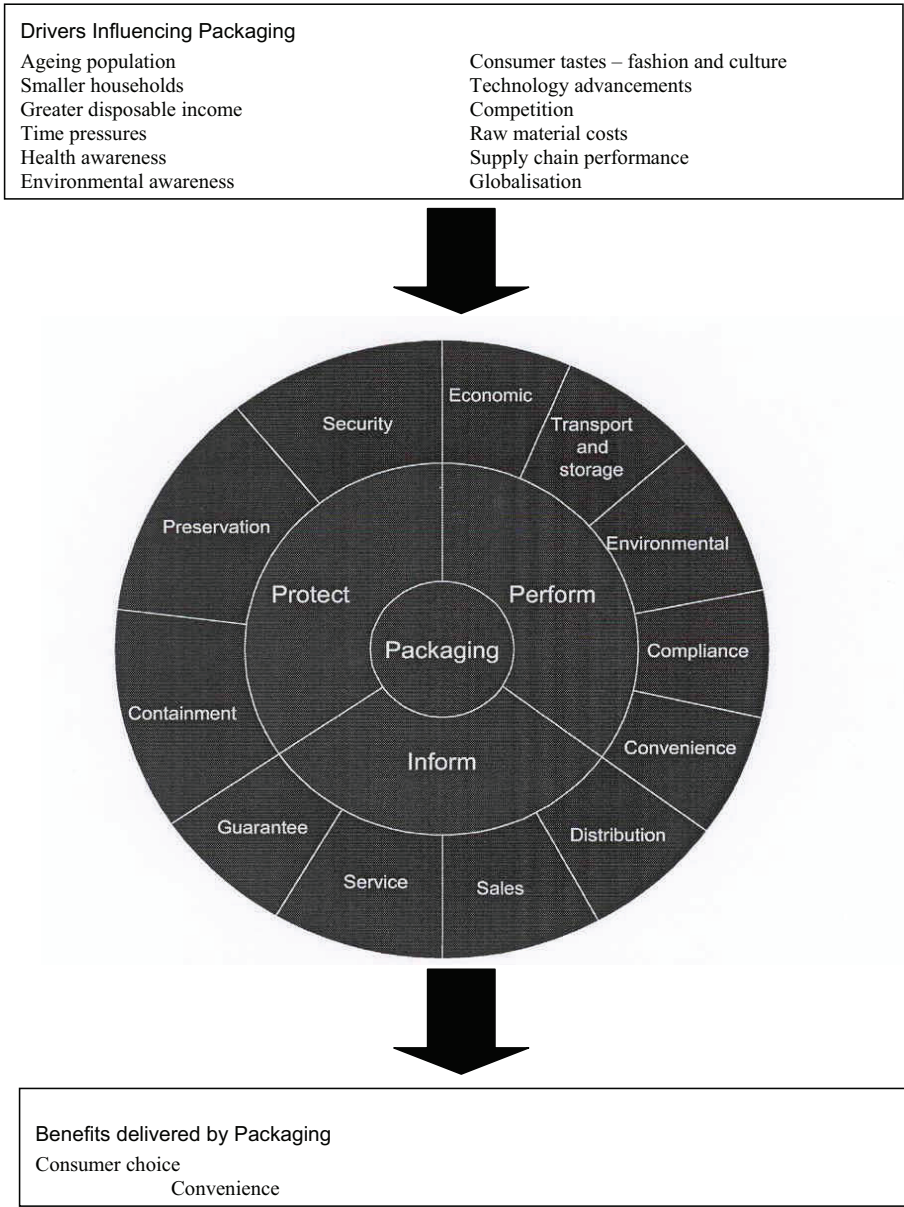 Drivers Influencing Packaging
Ageing population
Smaller households
Greater disposable income
Time pressures
Health awareness
Environmental awareness
Consumer tastes – fashion and culture
Technology advancements
Competition
Raw material costs
Supply chain performance
Globalisation
Economic
Transport
and
storage
Environmental
Compliance
Convenience
Distribution
Sales
Service
Guarantee
Containment
Preservation
Security
Protect
Perform
Inform
Packaging
Benefits delivered by Packaging
Consumer choice
Convenience